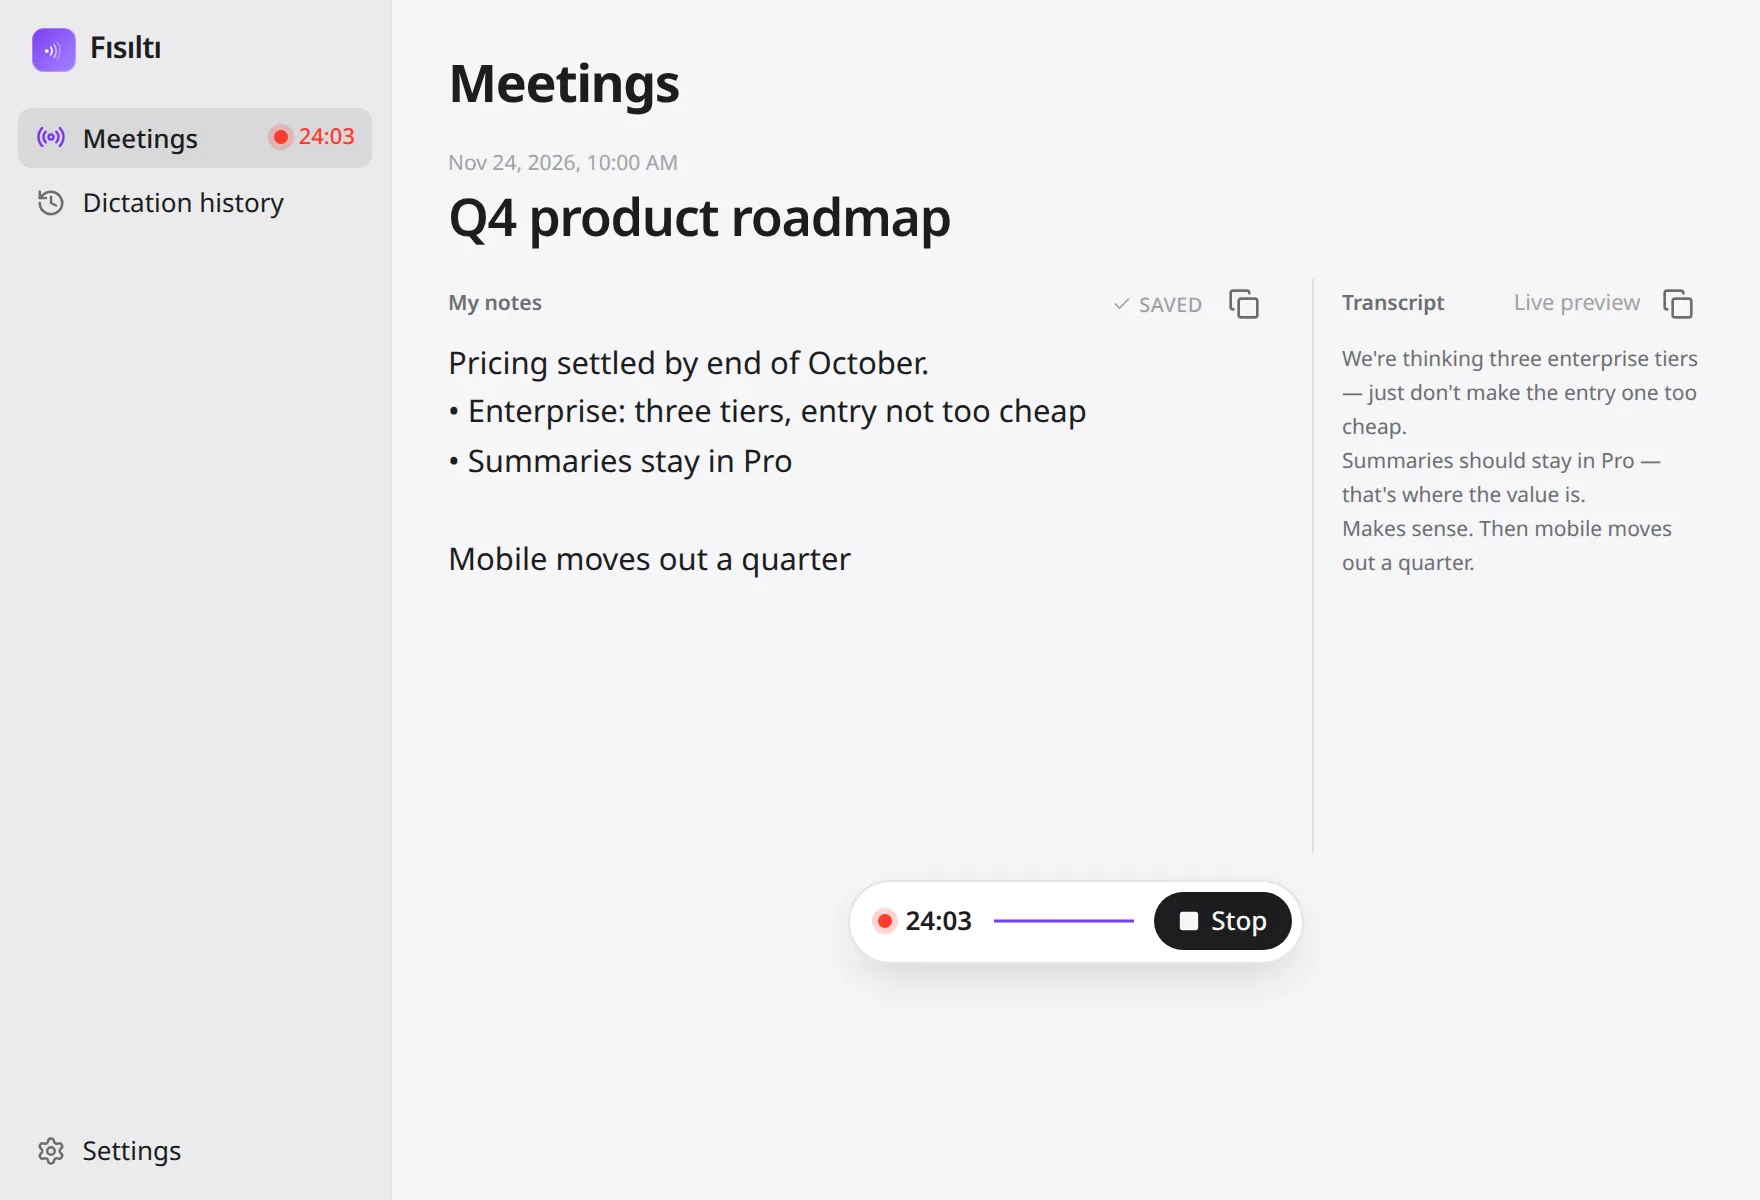 Fısıltı
Meetings 24:03
Dictation history
Settings
Meetings
Nov 24, 2026, 10:00 AM
Q4 product roadmap
My notes
SAVED
Pricing settled by end of October.
• Enterprise: three tiers, entry not too cheap
• Summaries stay in Pro
Mobile moves out a quarter
Transcript Live preview
We're thinking three enterprise tiers
— just don't make the entry one too
cheap.
Summaries should stay in Pro —
that's where the value is.
Makes sense. Then mobile moves
out a quarter.
24:03 Stop